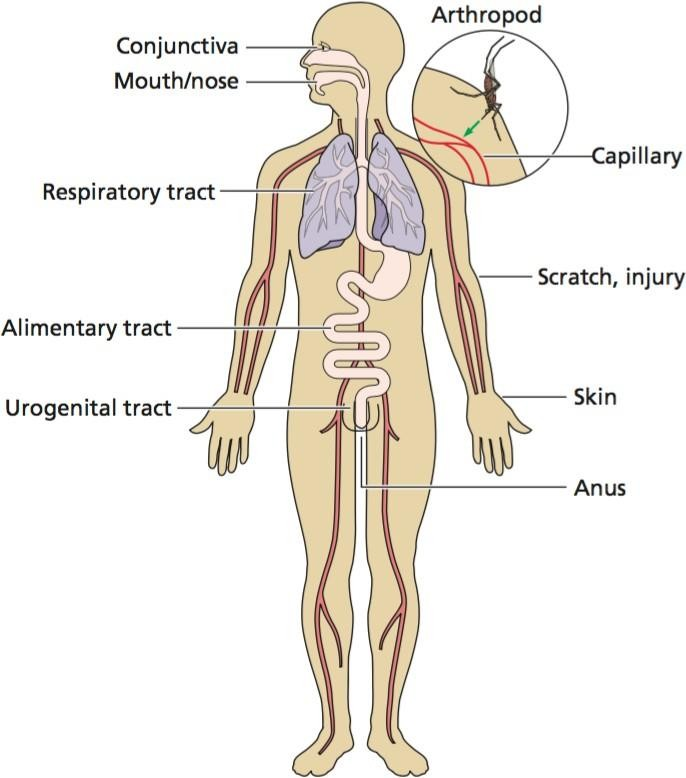 Arthropod
Conjunctiva
Mouth/nose
Capillary
Respiratory tract
Scratch, injury
Alimentary tract
Skin
Urogenital tract
Anus